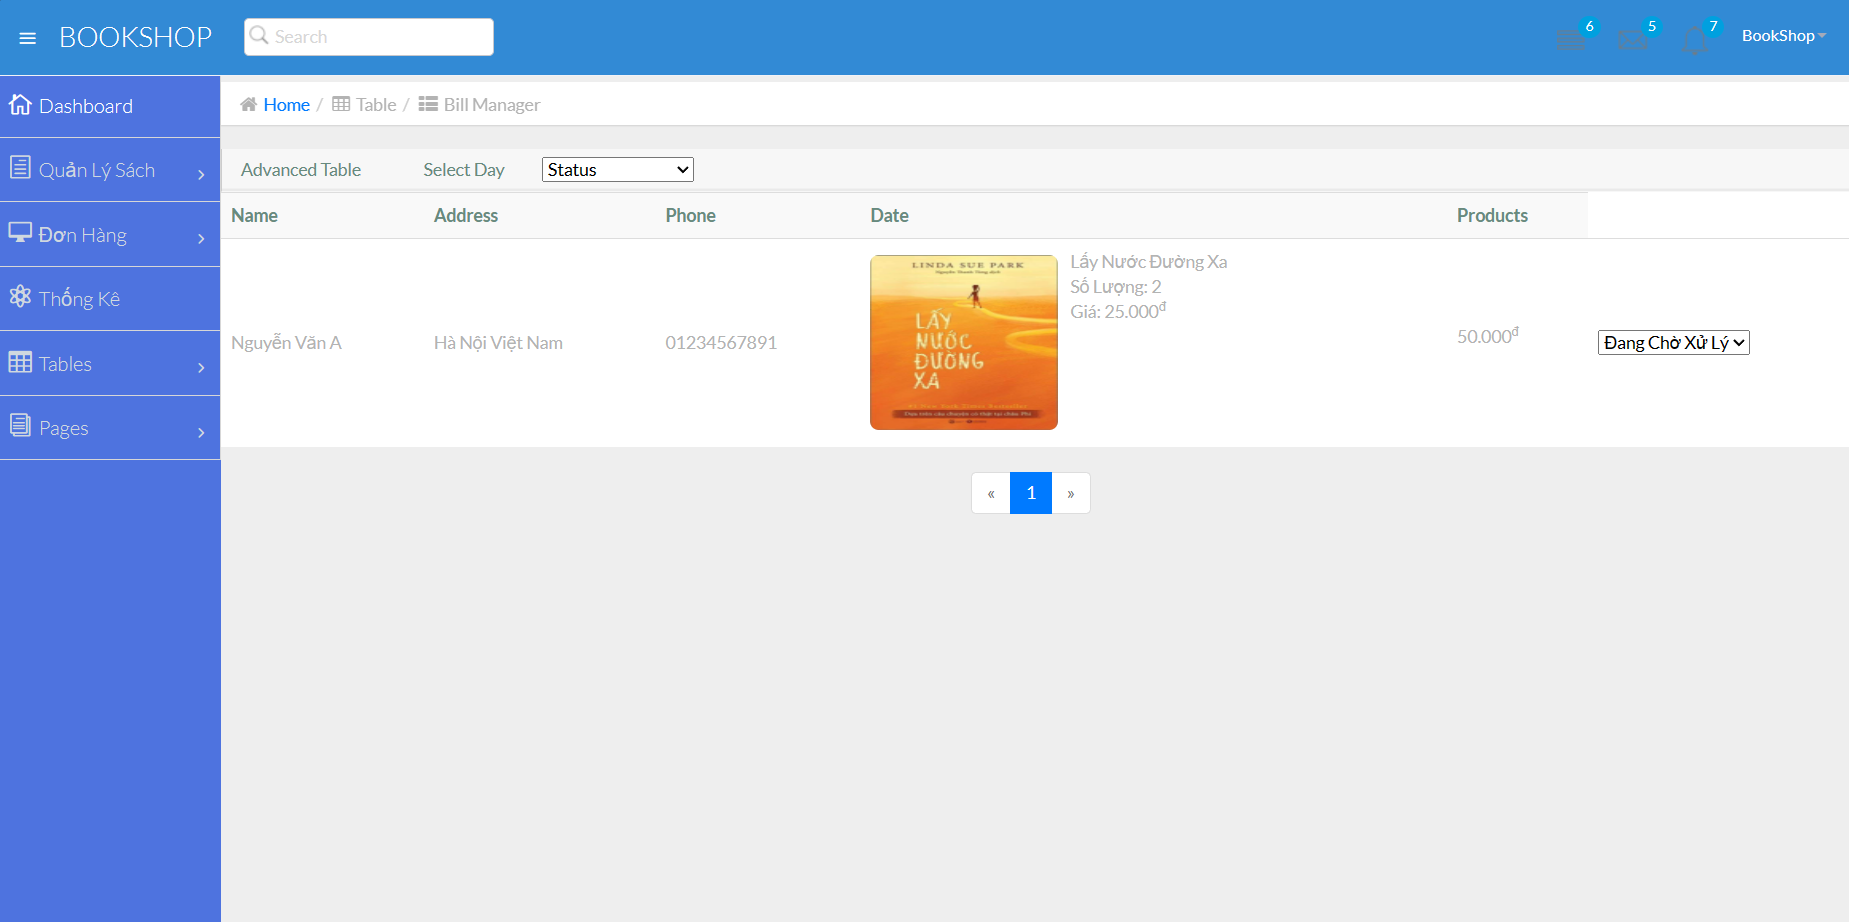 BOOKSHOP
Search
6
5
7
BookShop
Dashboard
Quản Lý Sách
Đơn Hàng
Thống Kê
Tables
Pages
Home / Table / Bill Manager
Advanced Table Select Day Status
Name Address Phone Date Products
LINDA SUE PARK
LẤY
NƯỚC
ĐƯỜNG
XA
Lấy Nước Đường Xa
Số Lượng: 2
Giá: 25.000đ
Nguyễn Văn A Hà Nội Việt Nam 01234567891 50.000đ Đang Chờ Xử Lý
« 1 »